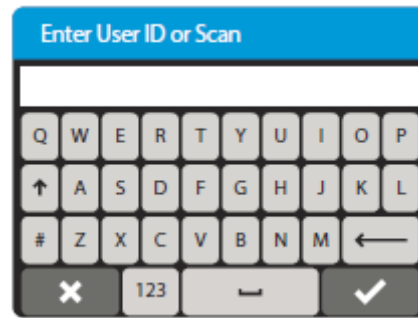 Enter User ID or Scan
Q W E R T Y U I O P
↑ A S D F G H J K L
# Z X C V B N M ←
✖ 123 ⎵ ✔